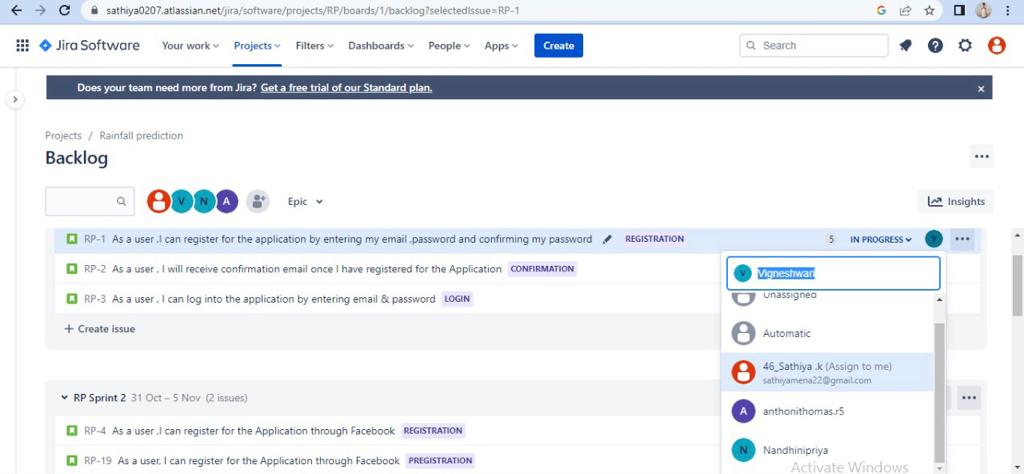 sathiya0207.atlassian.net/jira/software/projects/RP/boards/1/backlog?selectedIssue=RP-1
Jira Software Your work Projects Filters Dashboards People Apps Create Search
Does your team need more from Jira? Get a free trial of our Standard plan.
Projects / Rainfall prediction
Backlog
V N A Epic Insights
RP-1 As a user ,I can register for the application by entering my email ,password and confirming my password REGISTRATION 5 IN PROGRESS V
RP-2 As a user , I will receive confirmation email once I have registered for the Application CONFIRMATION
V Vigneshwari
Unassigned
RP-3 As a user , I can log into the application by entering email & password LOGIN
+ Create issue
Automatic
46_Sathiya .k (Assign to me)
sathiyamena22@gmail.com
RP Sprint 2 31 Oct – 5 Nov (2 issues)
A anthonithomas.r5
RP-4 As a user ,I can register for the Application through Facebook REGISTRATION
N Nandhinipriya
RP-19 As a user, I can register for the Application through Facebook PREGISTRATION
Activate Windows